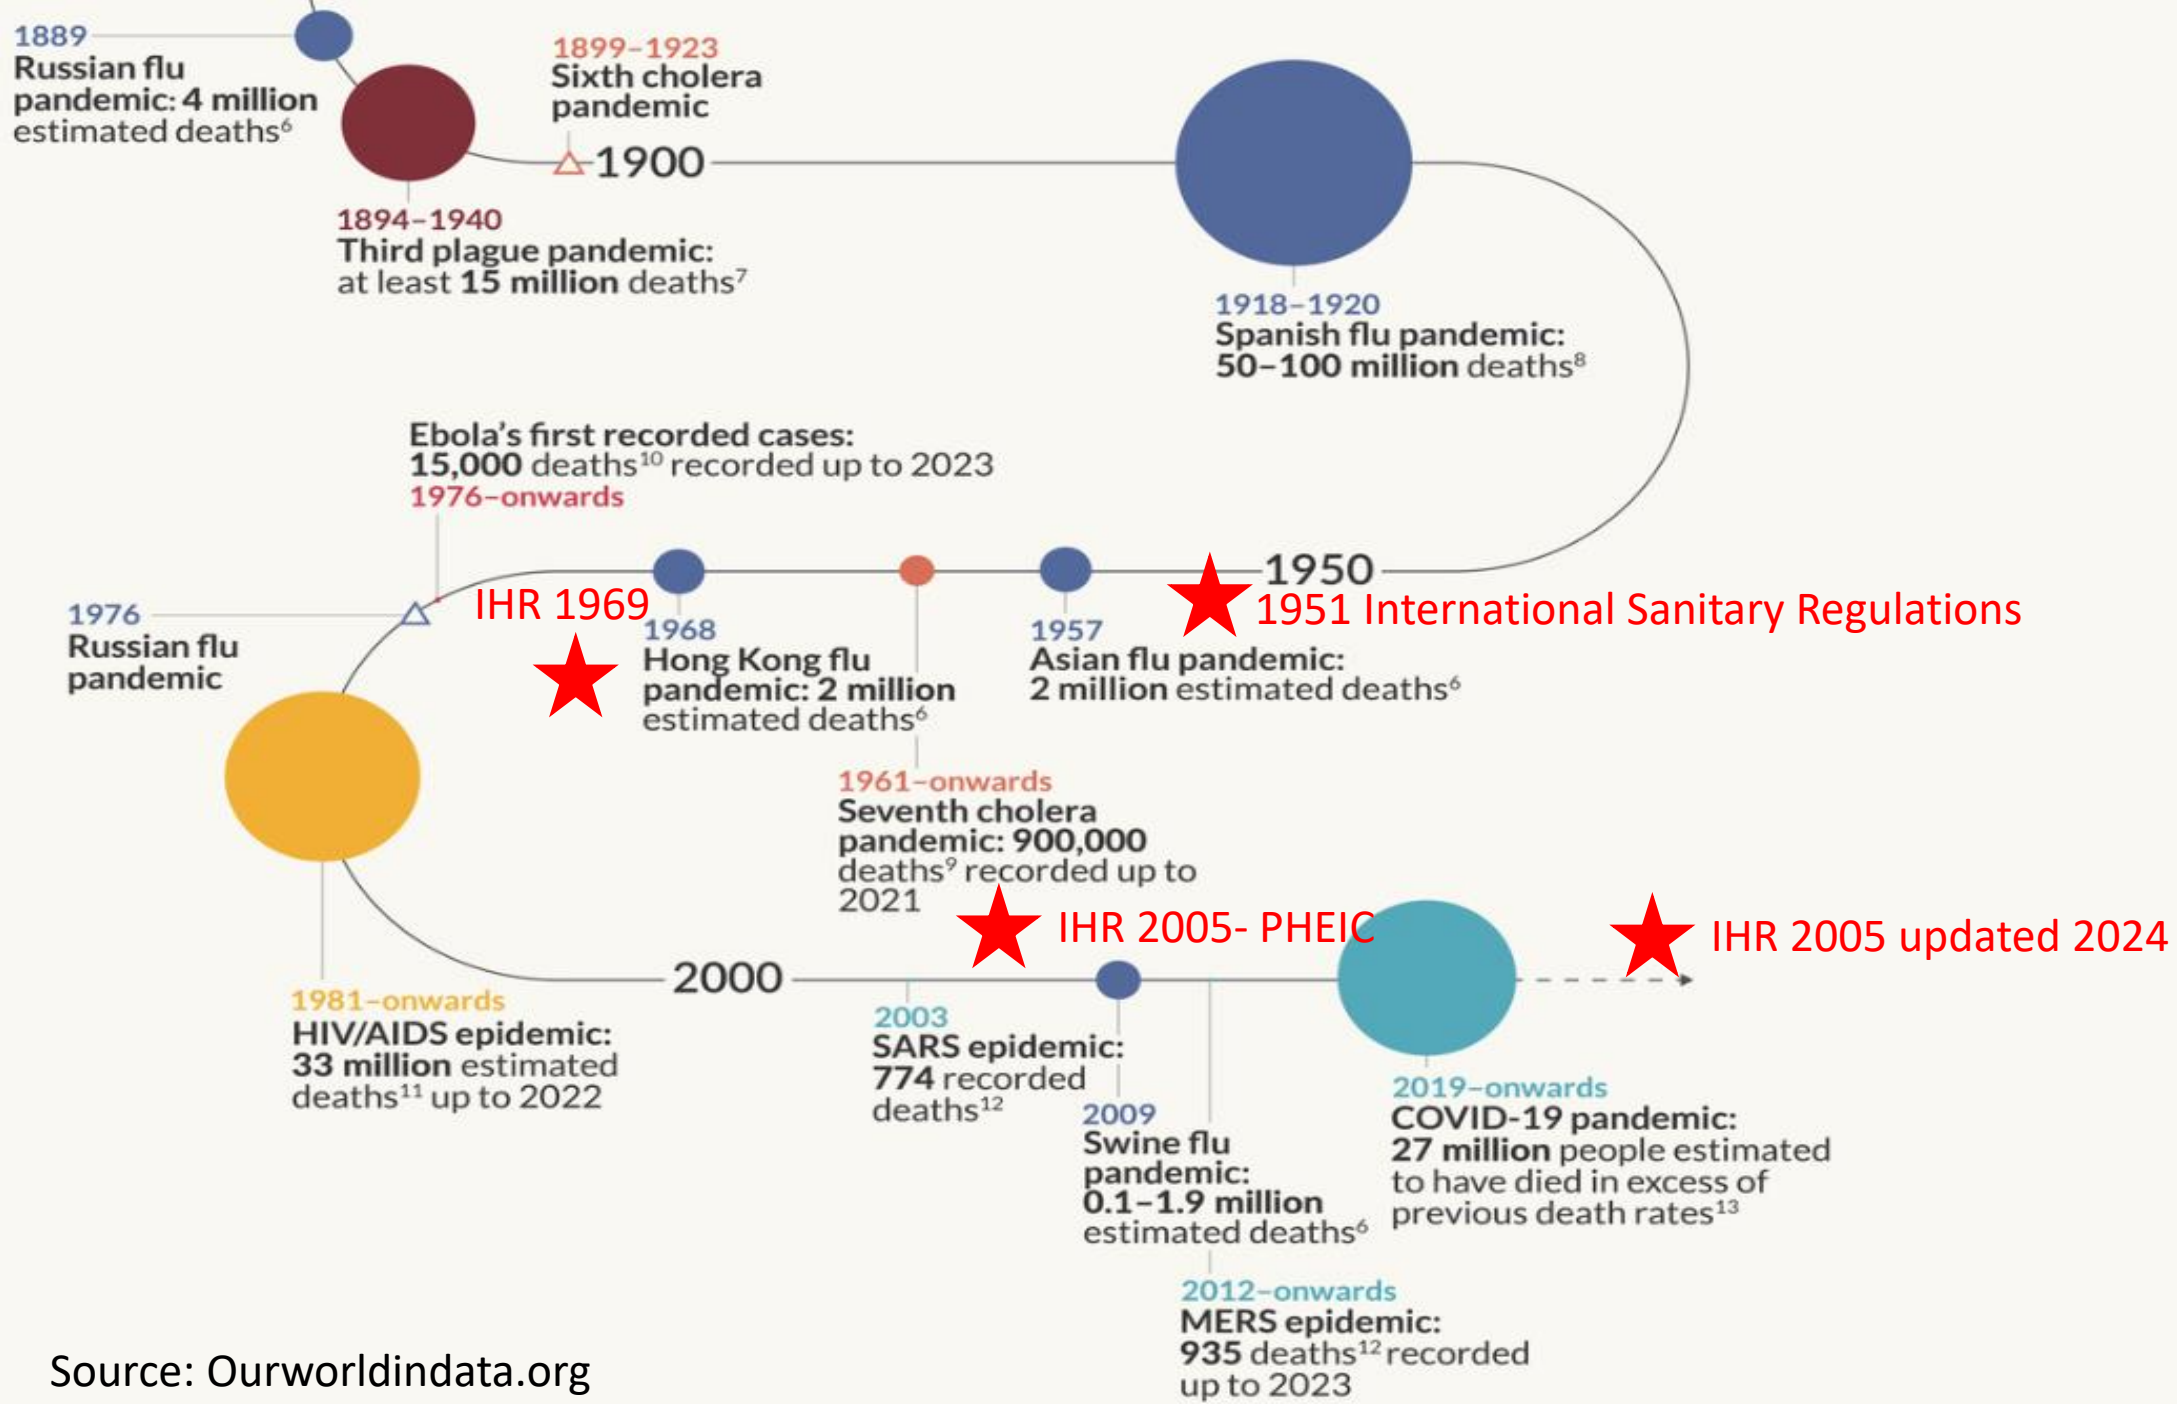 1889
Russian flu
pandemic: 4 million
estimated deaths⁶
1899–1923
Sixth cholera
pandemic
1900
1894–1940
Third plague pandemic:
at least 15 million deaths⁷
1918–1920
Spanish flu pandemic:
50–100 million deaths⁸
Ebola’s first recorded cases:
15,000 deaths¹⁰ recorded up to 2023
1976–onwards
1950
1951 International Sanitary Regulations
1957
Asian flu pandemic:
2 million estimated deaths⁶
1961–onwards
Seventh cholera
pandemic: 900,000
deaths⁹ recorded up to
2021
1968
Hong Kong flu
pandemic: 2 million
estimated deaths⁶
IHR 1969
1976
Russian flu
pandemic
1981–onwards
HIV/AIDS epidemic:
33 million estimated
deaths¹¹ up to 2022
2000
2003
SARS epidemic:
774 recorded
deaths¹²
IHR 2005- PHEIC
2009
Swine flu
pandemic:
0.1–1.9 million
estimated deaths⁶
2012–onwards
MERS epidemic:
935 deaths¹² recorded
up to 2023
2019–onwards
COVID-19 pandemic:
27 million people estimated
to have died in excess of
previous death rates¹³
IHR 2005 updated 2024
Source: Ourworldindata.org